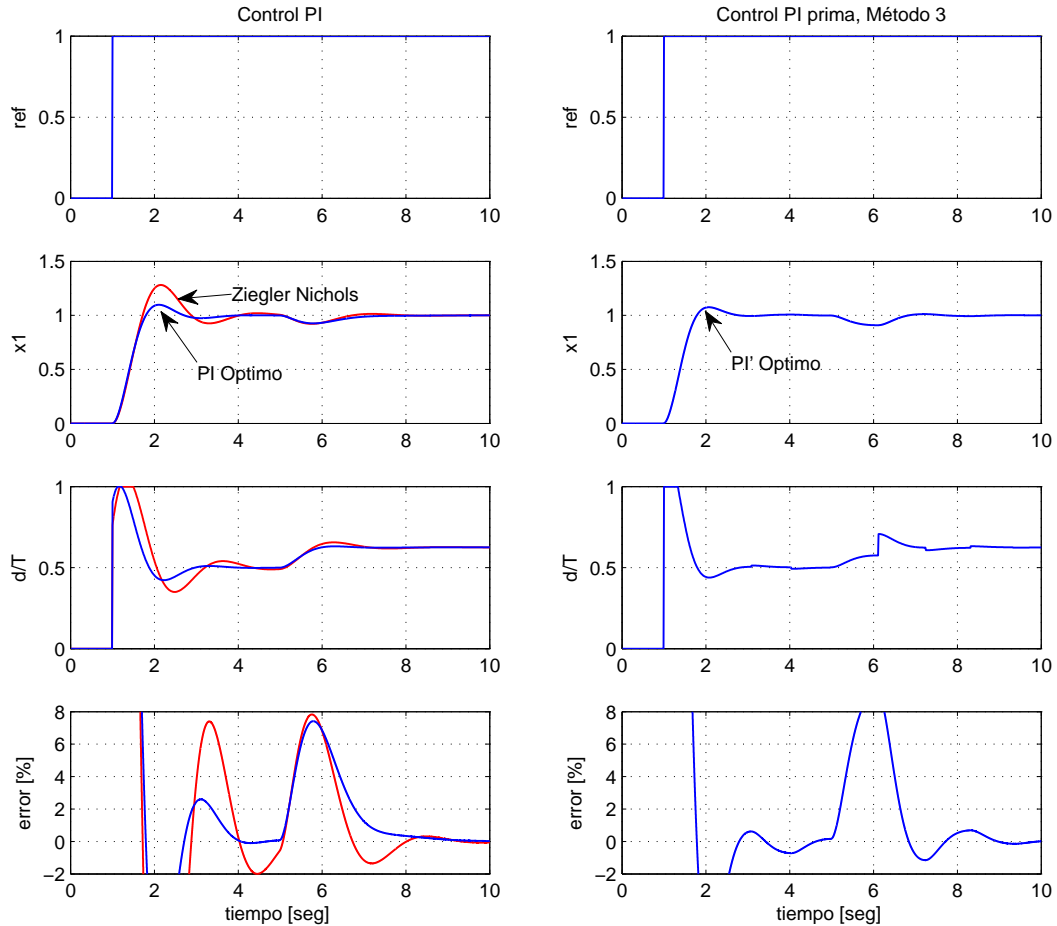 Control PI
ref
1
0.5
0
0 2 4 6 8 10
x1
1.5
1
0.5
0
Ziegler Nichols
PI Optimo
0 2 4 6 8 10
d/T
1
0.5
0
0 2 4 6 8 10
error [%]
8
6
4
2
0
−2
0 2 4 6 8 10
tiempo [seg]
Control PI prima, Método 3
ref
1
0.5
0
0 2 4 6 8 10
x1
1.5
1
0.5
0
PI' Optimo
0 2 4 6 8 10
d/T
1
0.5
0
0 2 4 6 8 10
error [%]
8
6
4
2
0
−2
0 2 4 6 8 10
tiempo [seg]